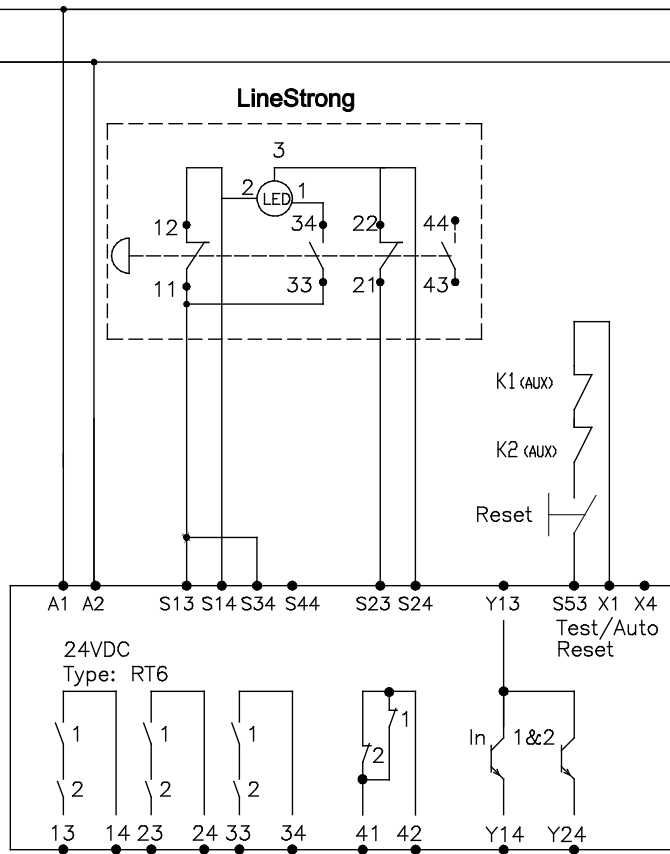 LineStrong
3
2 LED 1
12 34 22 44
11 33 21 43
K1 (AUX)
K2 (AUX)
Reset
A1 A2 S13 S14 S34 S44 S23 S24 Y13 S53 X1 X4
Test/Auto
Reset
24VDC
Type: RT6
1 1 1 1 In 1&2
2 2 2 2
13 14 23 24 33 34 41 42 Y14 Y24